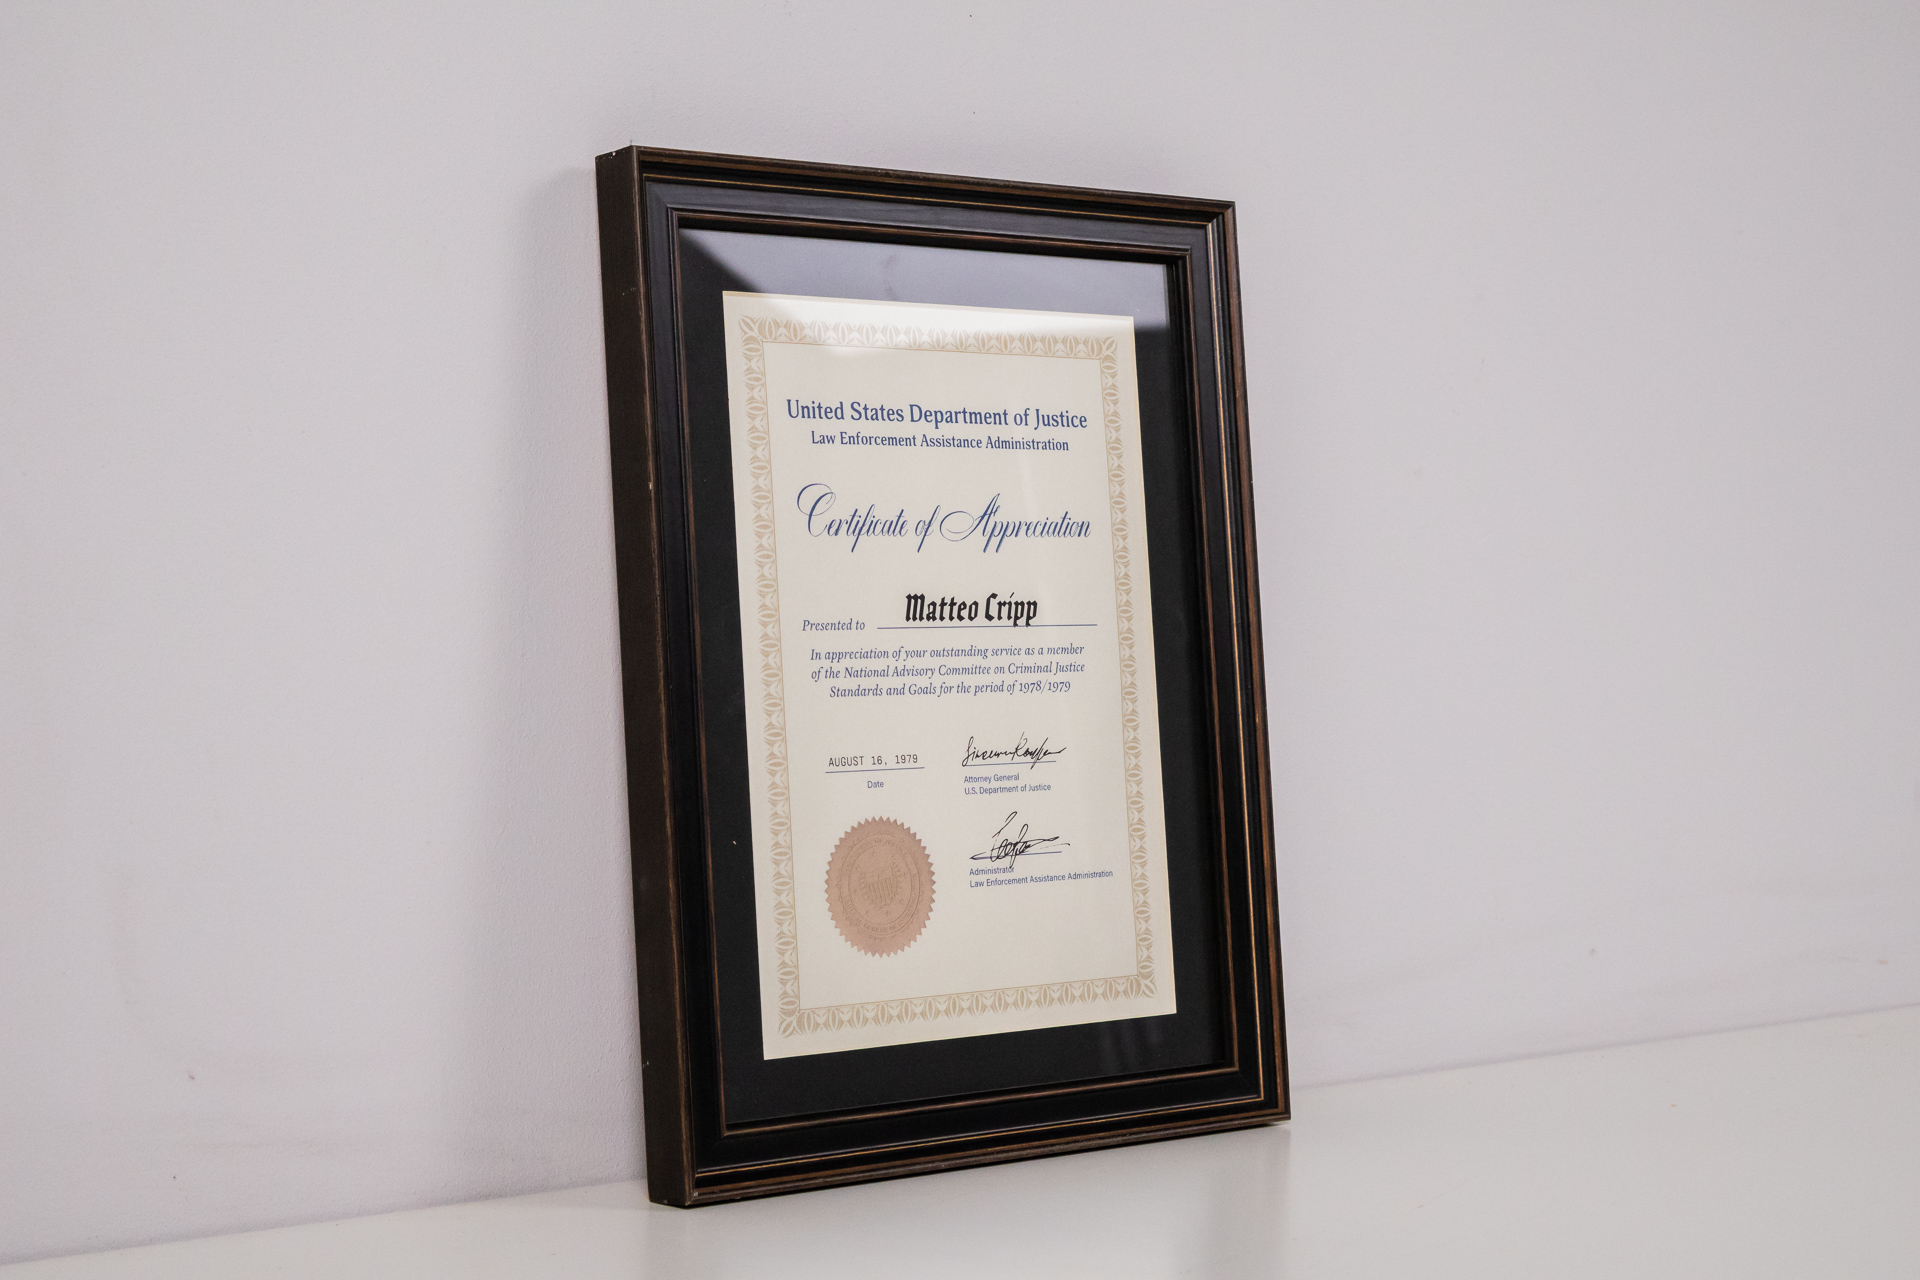 United States Department of Justice
Law Enforcement Assistance Administration
Certificate of Appreciation
Presented to Matteo Cripp
In appreciation of your outstanding service as a member
of the National Advisory Committee on Criminal Justice
Standards and Goals for the period of 1978/1979
AUGUST 16, 1979
Date
Attorney General
U.S. Department of Justice
Administrator
Law Enforcement Assistance Administration